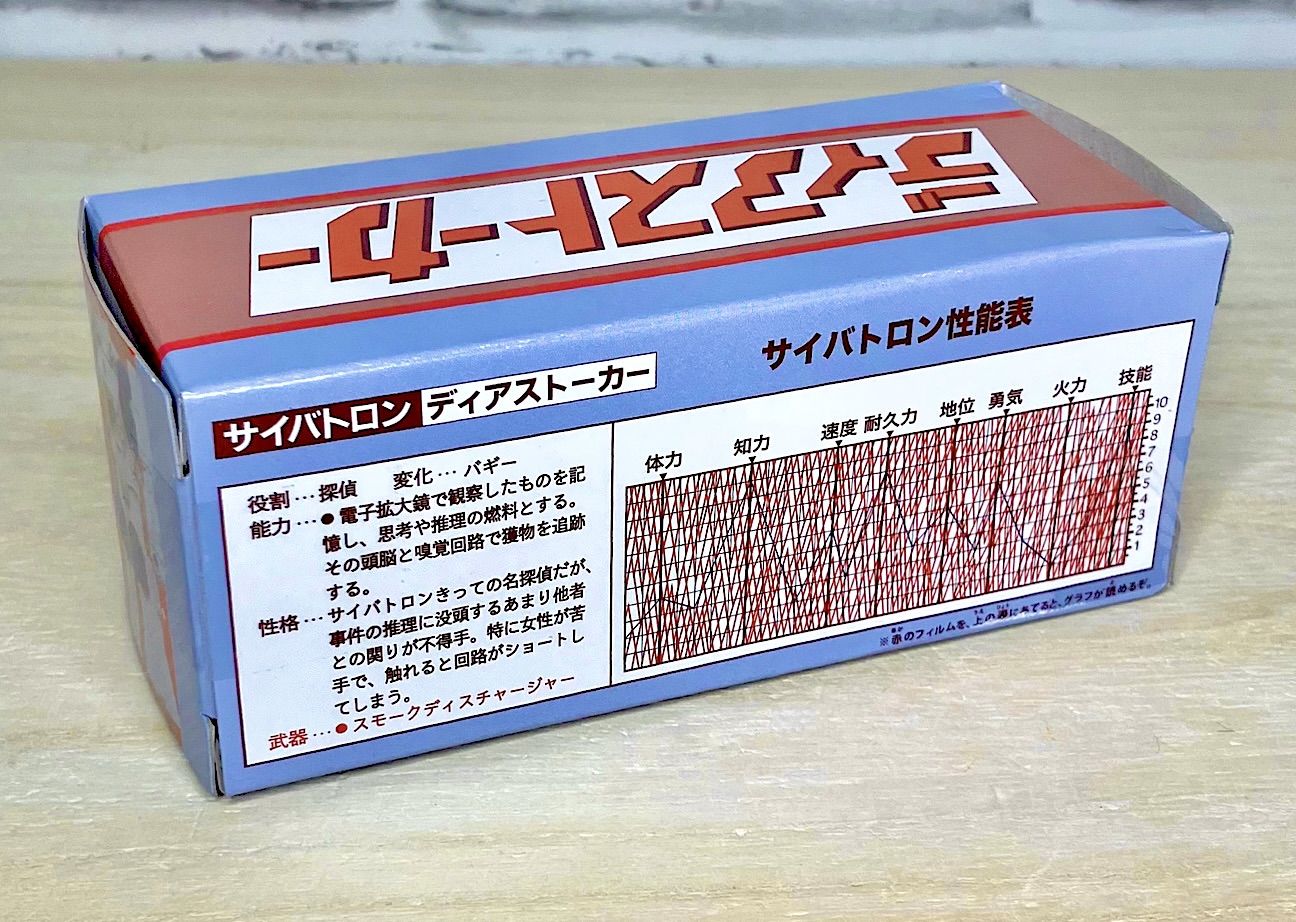 ディアストーカー
サイバトロン性能表
サイバトロン ディアストーカー
役割…探偵 変化…バギー
能力…●電子拡大鏡で観察したものを記
憶し、思考や推理の燃料とする。
その頭脳と嗅覚回路で獲物を追跡
する。
性格…サイバトロンきっての名探偵だが、
事件の推理に没頭するあまり他者
との関りが不得手。特に女性が苦
手で、触れると回路がショートし
てしまう。
武器…●スモークディスチャージャー
体力 知力 速度 耐久力 地位 勇気 火力 技能
10
9
8
7
6
5
4
3
2
1
※赤のフィルムを、上の溝にあてると、グラフが読めるぞ。